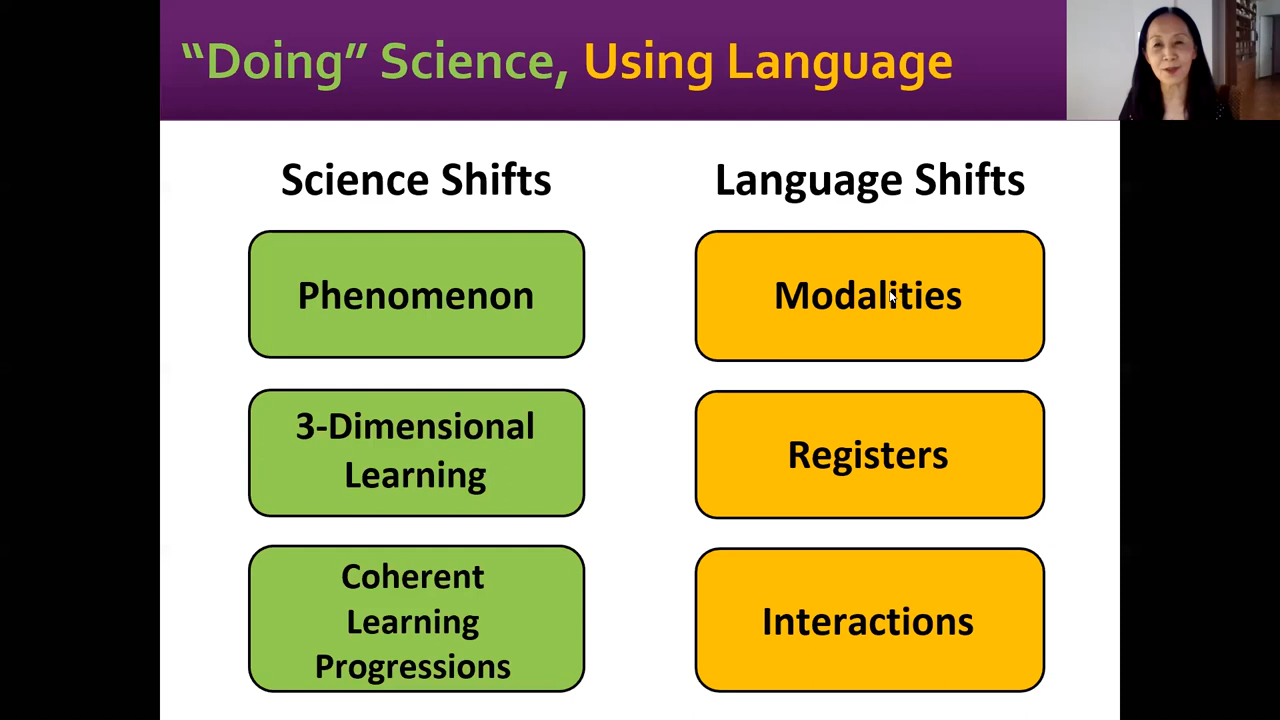 “Doing” Science, Using Language
Science Shifts
Language Shifts
Phenomenon
Modalities
3-Dimensional
Learning
Registers
Coherent
Learning
Progressions
Interactions